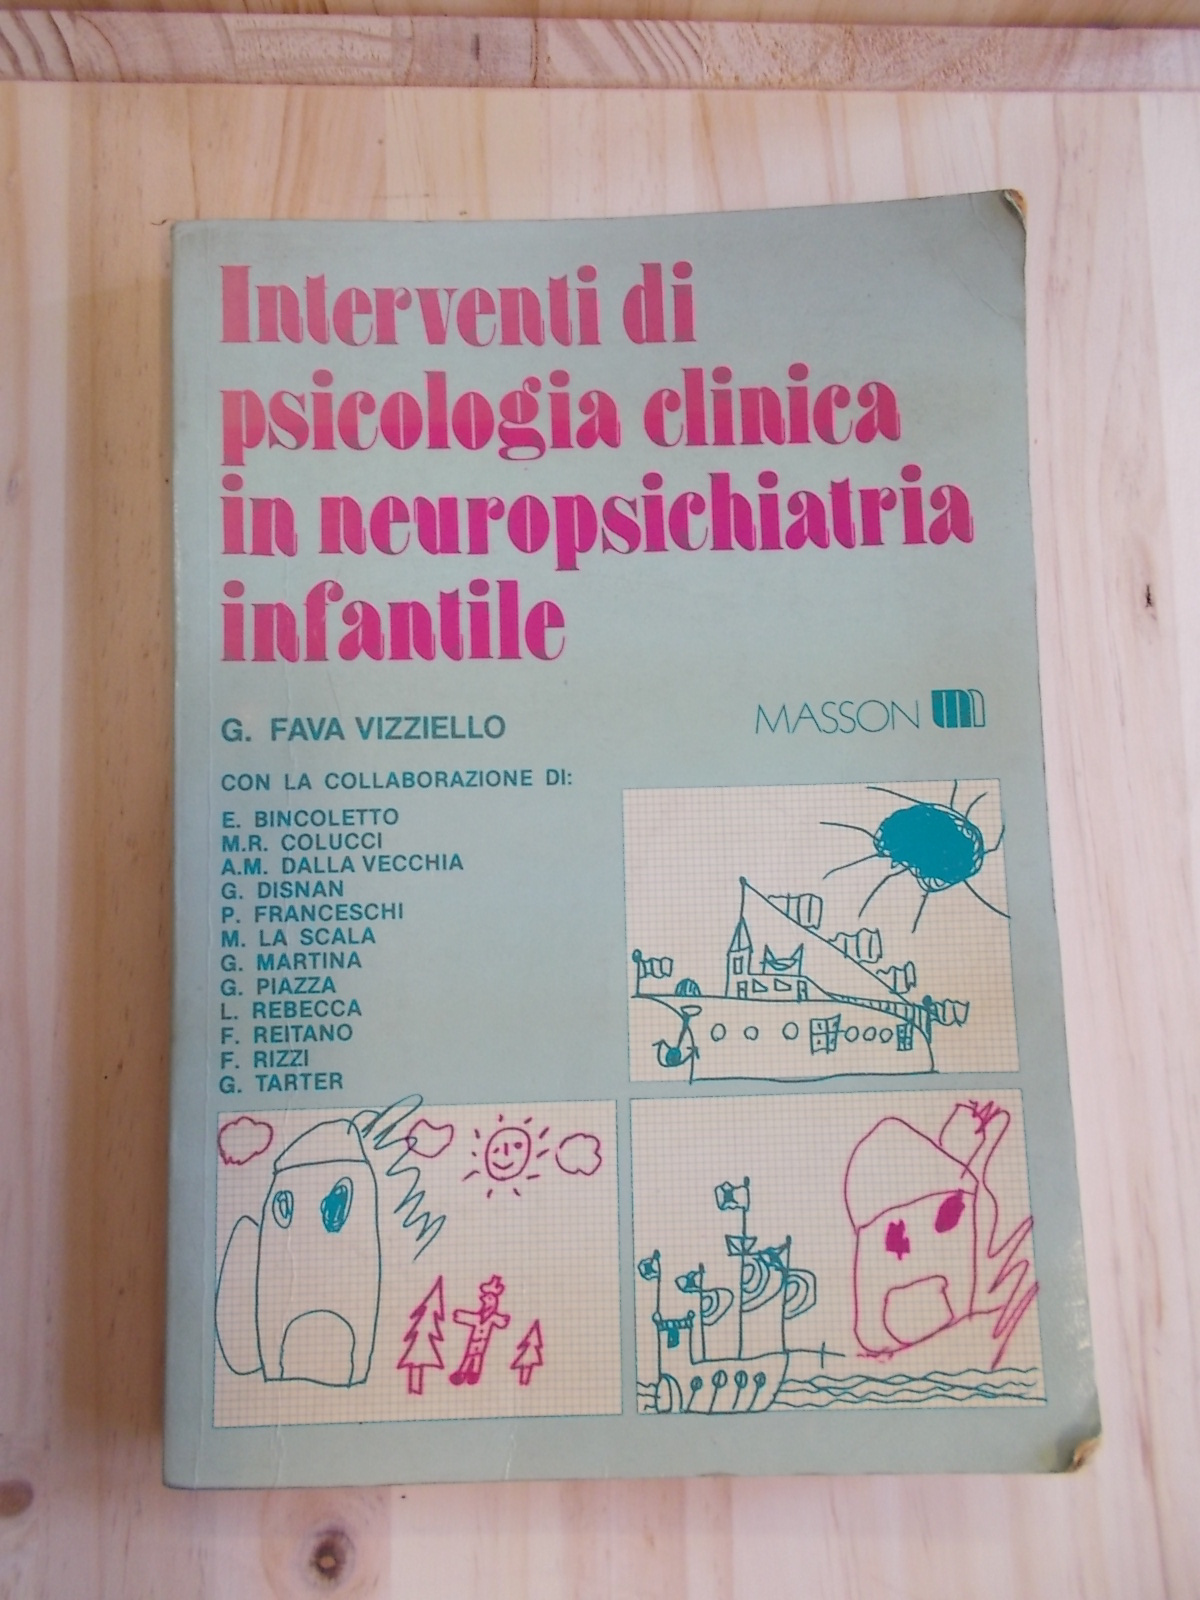 Interventi di
psicologia clinica
in neuropsichiatria
infantile
G. FAVA VIZZIELLO
MASSON m
CON LA COLLABORAZIONE DI:
E. BINCOLETTO
M.R. COLUCCI
A.M. DALLA VECCHIA
G. DISNAN
P. FRANCESCHI
M. LA SCALA
G. MARTINA
G. PIAZZA
L. REBECCA
F. REITANO
F. RIZZI
G. TARTER